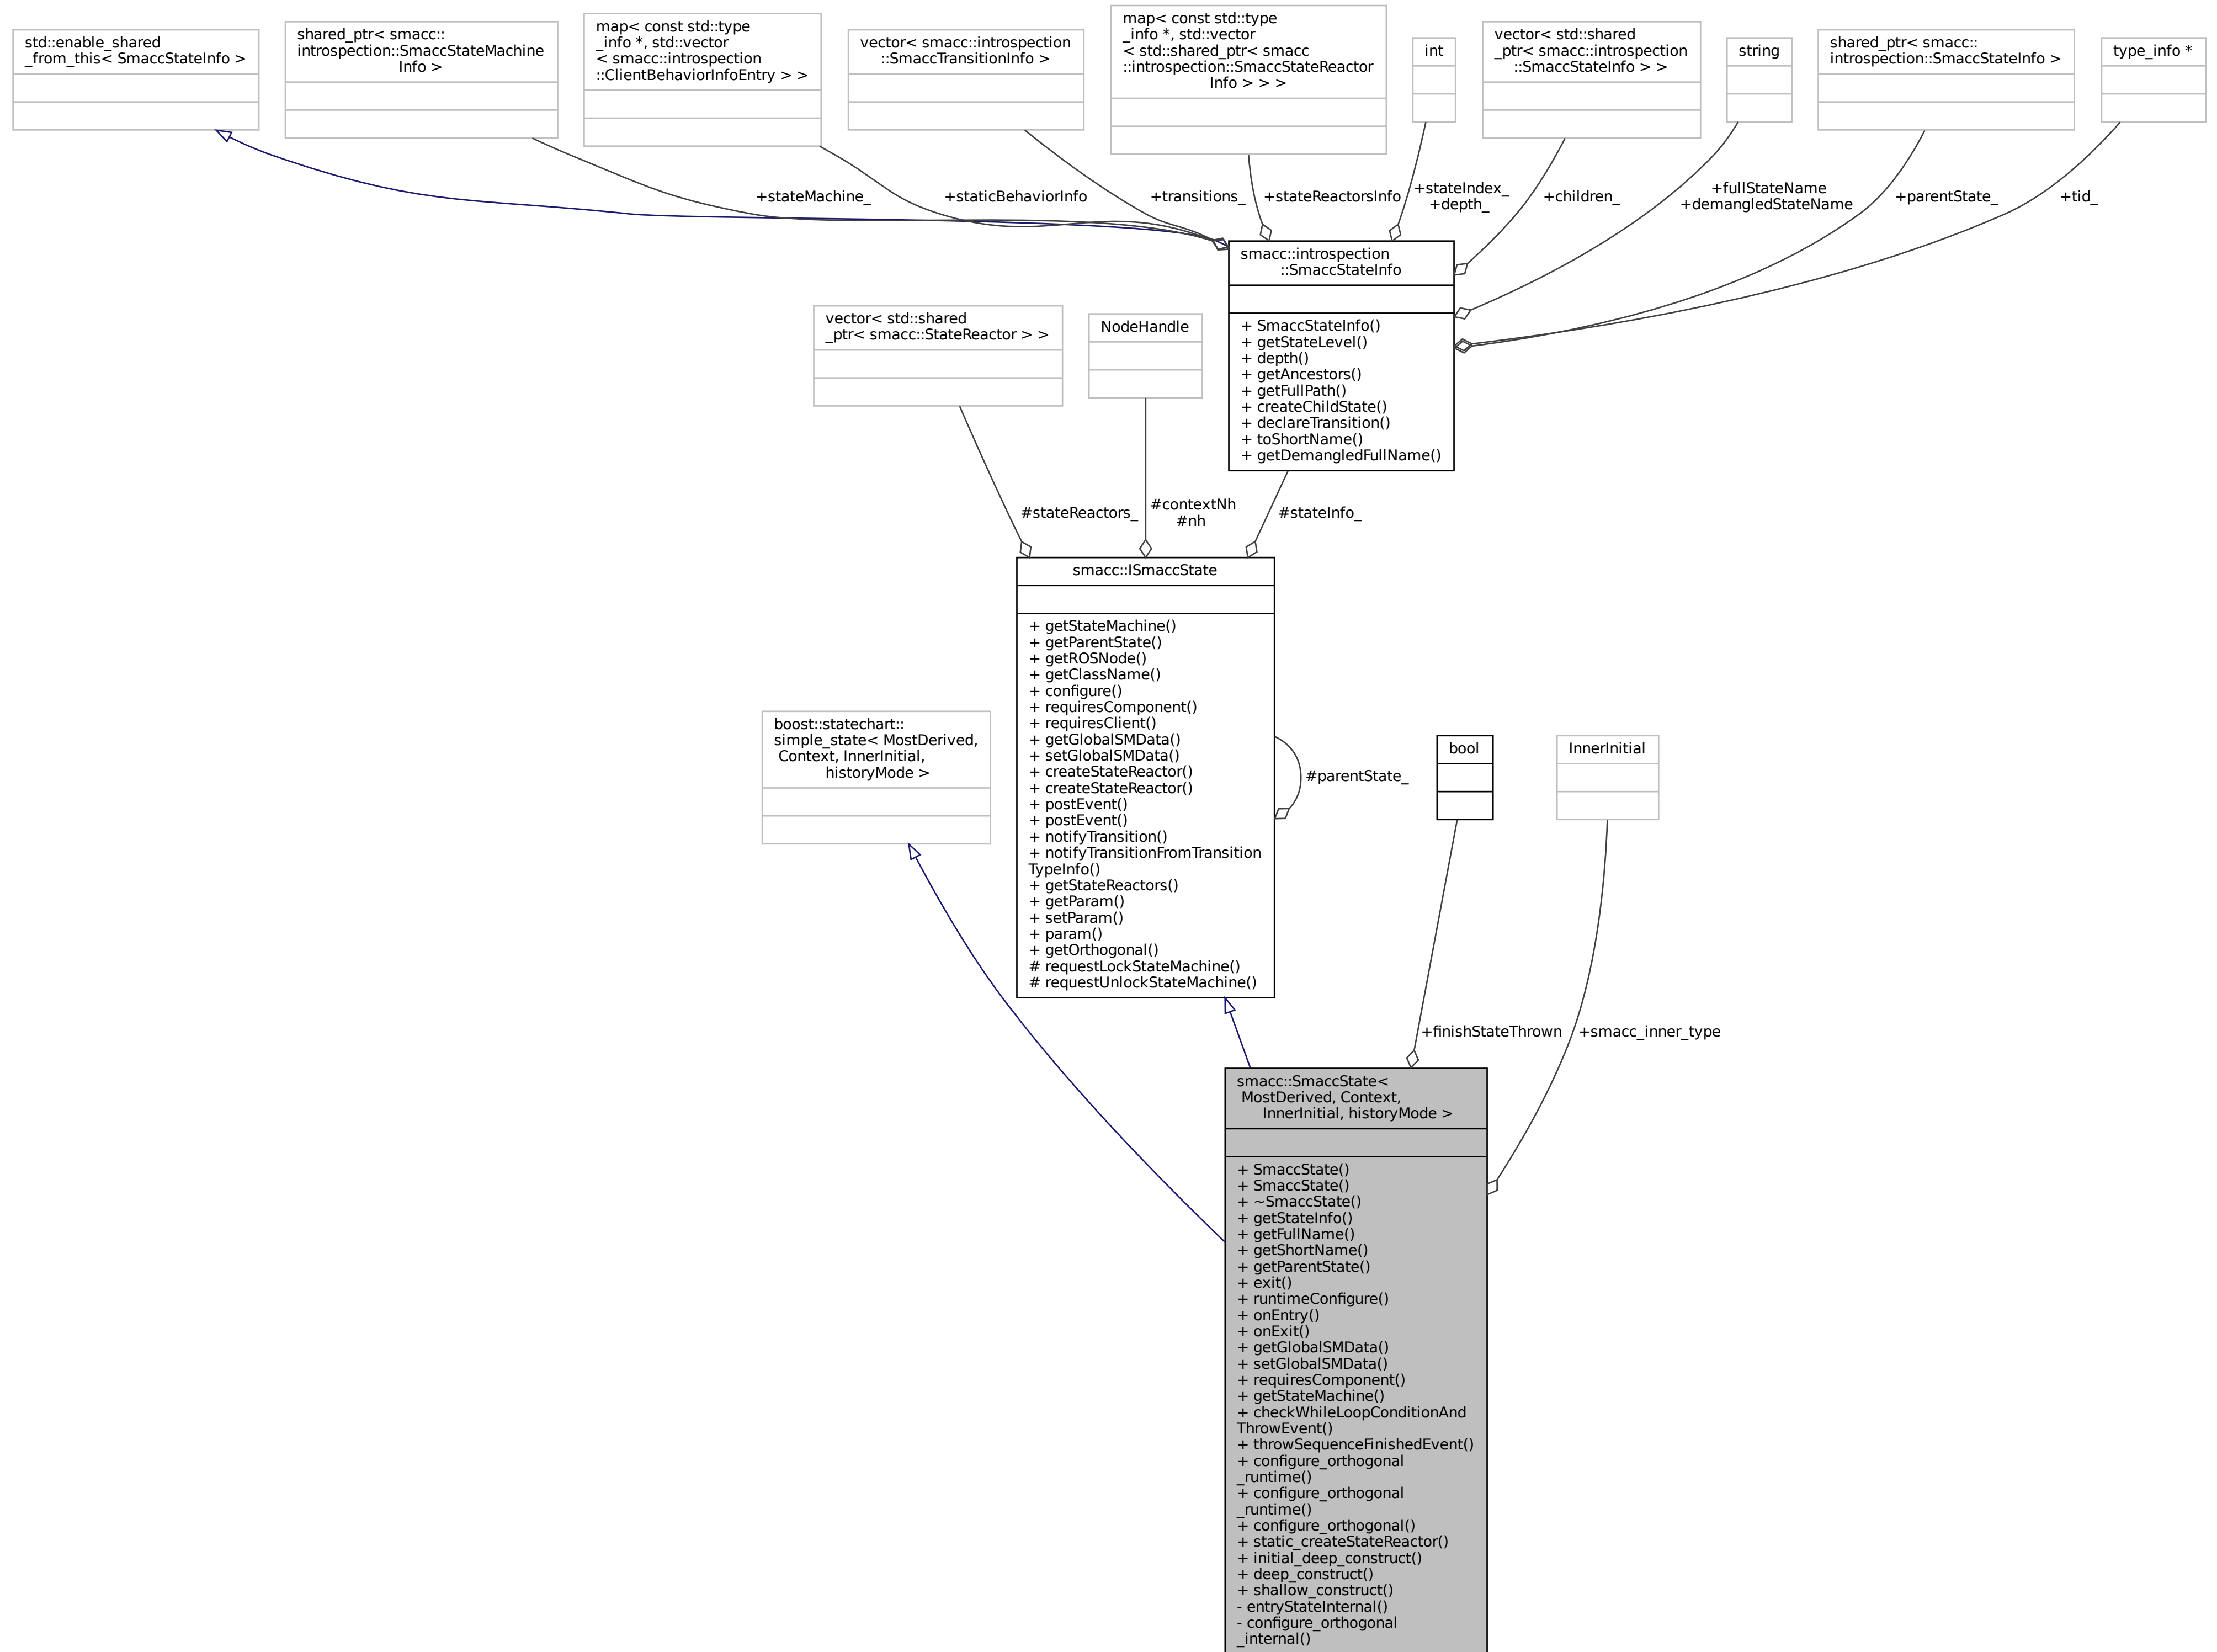 std::enable_shared
_from_this< SmaccStateInfo >
shared_ptr< smacc::
introspection::SmaccStateMachine
Info >
map< const std::type
_info *, std::vector
< smacc::introspection
::ClientBehaviorInfoEntry > >
vector< smacc::introspection
::SmaccTransitionInfo >
map< const std::type
_info *, std::vector
< std::shared_ptr< smacc
::introspection::SmaccStateReactor
Info > > >
int
vector< std::shared
_ptr< smacc::introspection
::SmaccStateInfo > >
string
shared_ptr< smacc::
introspection::SmaccStateInfo >
type_info *
+stateMachine_
+staticBehaviorInfo
+transitions_
+stateReactorsInfo
+stateIndex_
+depth_
+children_
+fullStateName
+demangledStateName
+parentState_
+tid_
smacc::introspection
::SmaccStateInfo
+ SmaccStateInfo()
+ getStateLevel()
+ depth()
+ getAncestors()
+ getFullPath()
+ createChildState()
+ declareTransition()
+ toShortName()
+ getDemangledFullName()
vector< std::shared
_ptr< smacc::StateReactor > >
NodeHandle
#stateReactors_
#contextNh
#nh
#stateInfo_
smacc::ISmaccState
+ getStateMachine()
+ getParentState()
+ getROSNode()
+ getClassName()
+ configure()
+ requiresComponent()
+ requiresClient()
+ getGlobalSMData()
+ setGlobalSMData()
+ createStateReactor()
+ createStateReactor()
+ postEvent()
+ postEvent()
+ notifyTransition()
+ notifyTransitionFromTransition
TypeInfo()
+ getStateReactors()
+ getParam()
+ setParam()
+ param()
+ getOrthogonal()
# requestLockStateMachine()
# requestUnlockStateMachine()
#parentState_
boost::statechart::
simple_state< MostDerived,
Context, InnerInitial,
historyMode >
bool
InnerInitial
+finishStateThrown
+smacc_inner_type
smacc::SmaccState<
MostDerived, Context,
InnerInitial, historyMode >
+ SmaccState()
+ SmaccState()
+ ~SmaccState()
+ getStateInfo()
+ getFullName()
+ getShortName()
+ getParentState()
+ exit()
+ runtimeConfigure()
+ onEntry()
+ onExit()
+ getGlobalSMData()
+ setGlobalSMData()
+ requiresComponent()
+ getStateMachine()
+ checkWhileLoopConditionAnd
ThrowEvent()
+ throwSequenceFinishedEvent()
+ configure_orthogonal
_runtime()
+ configure_orthogonal
_runtime()
+ configure_orthogonal()
+ static_createStateReactor()
+ initial_deep_construct()
+ deep_construct()
+ shallow_construct()
- entryStateInternal()
- configure_orthogonal
_internal()